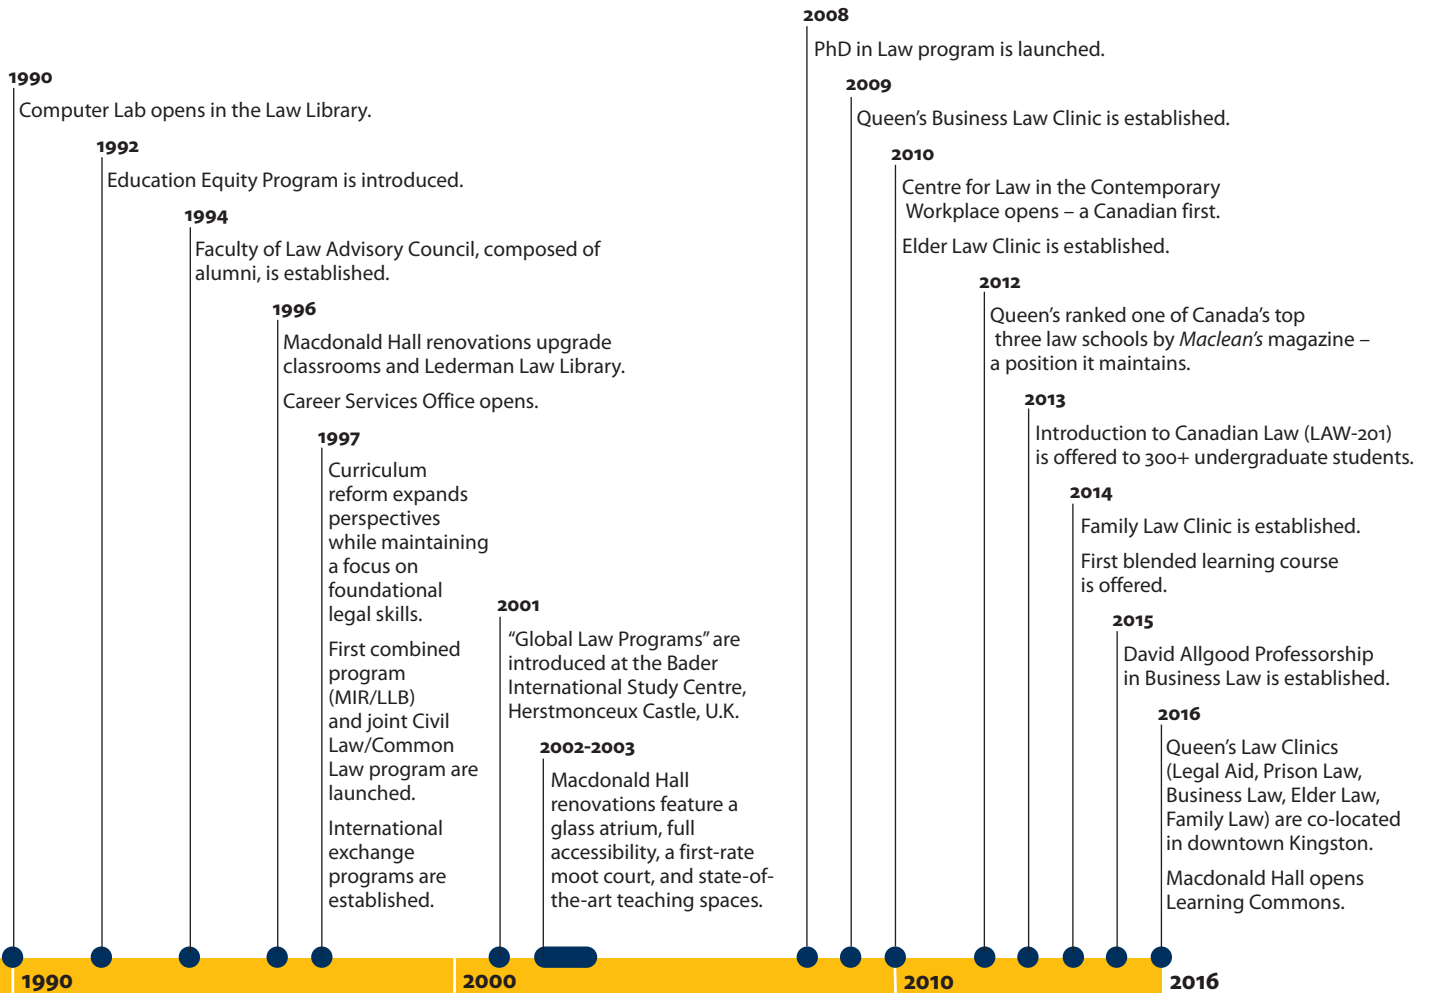 1990
Computer Lab opens in the Law Library.
1992
Education Equity Program is introduced.
1994
Faculty of Law Advisory Council, composed of
alumni, is established.
1996
Macdonald Hall renovations upgrade
classrooms and Lederman Law Library.
Career Services Office opens.
1997
Curriculum
reform expands
perspectives
while maintaining
a focus on
foundational
legal skills.
First combined
program
(MIR/LLB)
and joint Civil
Law/Common
Law program are
launched.
International
exchange
programs are
established.
2001
“Global Law Programs” are
introduced at the Bader
International Study Centre,
Herstmonceux Castle, U.K.
2002-2003
Macdonald Hall
renovations feature a
glass atrium, full
accessibility, a first-rate
moot court, and state-of-
the-art teaching spaces.
2008
PhD in Law program is launched.
2009
Queen’s Business Law Clinic is established.
2010
Centre for Law in the Contemporary
Workplace opens – a Canadian first.
Elder Law Clinic is established.
2012
Queen’s ranked one of Canada’s top
three law schools by Maclean’s magazine –
a position it maintains.
2013
Introduction to Canadian Law (LAW-201)
is offered to 300+ undergraduate students.
2014
Family Law Clinic is established.
First blended learning course
is offered.
2015
David Allgood Professorship
in Business Law is established.
2016
Queen’s Law Clinics
(Legal Aid, Prison Law,
Business Law, Elder Law,
Family Law) are co-located
in downtown Kingston.
Macdonald Hall opens
Learning Commons.
1990
2000
2010
2016